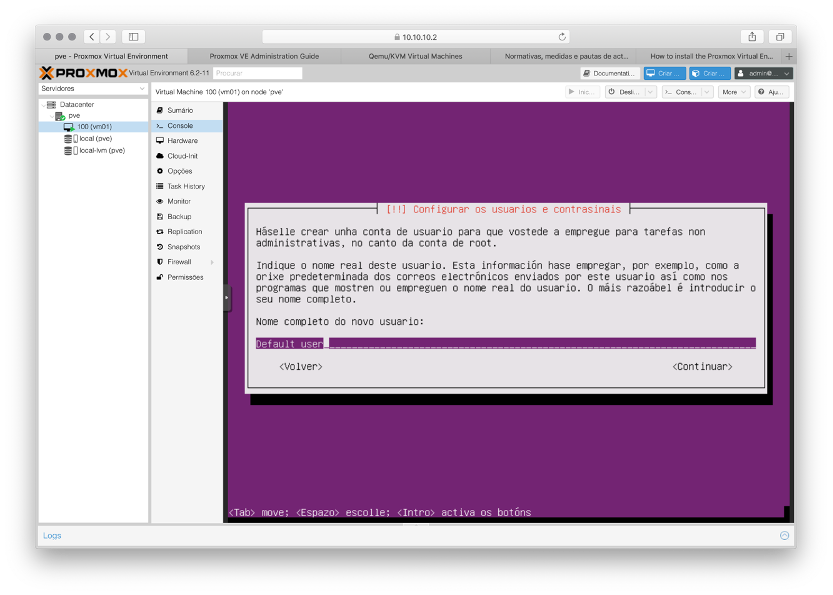 10.10.10.2
pve - Proxmox Virtual Environment
Proxmox VE Administration Guide
Qemu/KVM Virtual Machines
Normativas, medidas e pautas de act...
How to install the Proxmox Virtual En...
PROXMOX Virtual Environment 6.2-11 Procurar
Documentati...
Criar ...
Criar ...
admin@...
Servidores
Virtual Machine 100 (vm01) on node 'pve'
Inic...
Desli...
Cons...
More
Aju...
Datacenter
pve
100 (vm01)
local (pve)
local-lvm (pve)
Sumário
Console
Hardware
Cloud-Init
Opções
Task History
Monitor
Backup
Replication
Snapshots
Firewall
Permissões
[!!] Configurar os usuarios e contrasinais
Háselle crear unha conta de usuario para que vostede a empregue para tarefas non
administrativas, no canto da conta de root.
Indique o nome real deste usuario. Esta información hase empregar, por exemplo, como a
orixe predeterminada dos correos electrónicos enviados por este usuario así como nos
programas que mostren ou empreguen o nome real do usuario. O máis razoábel é introducir o
seu nome completo.
Nome completo do novo usuario:
Default user
<Volver>
<Continuar>
<Tab> move; <Espazo> escolle; <Intro> activa os botóns
Logs